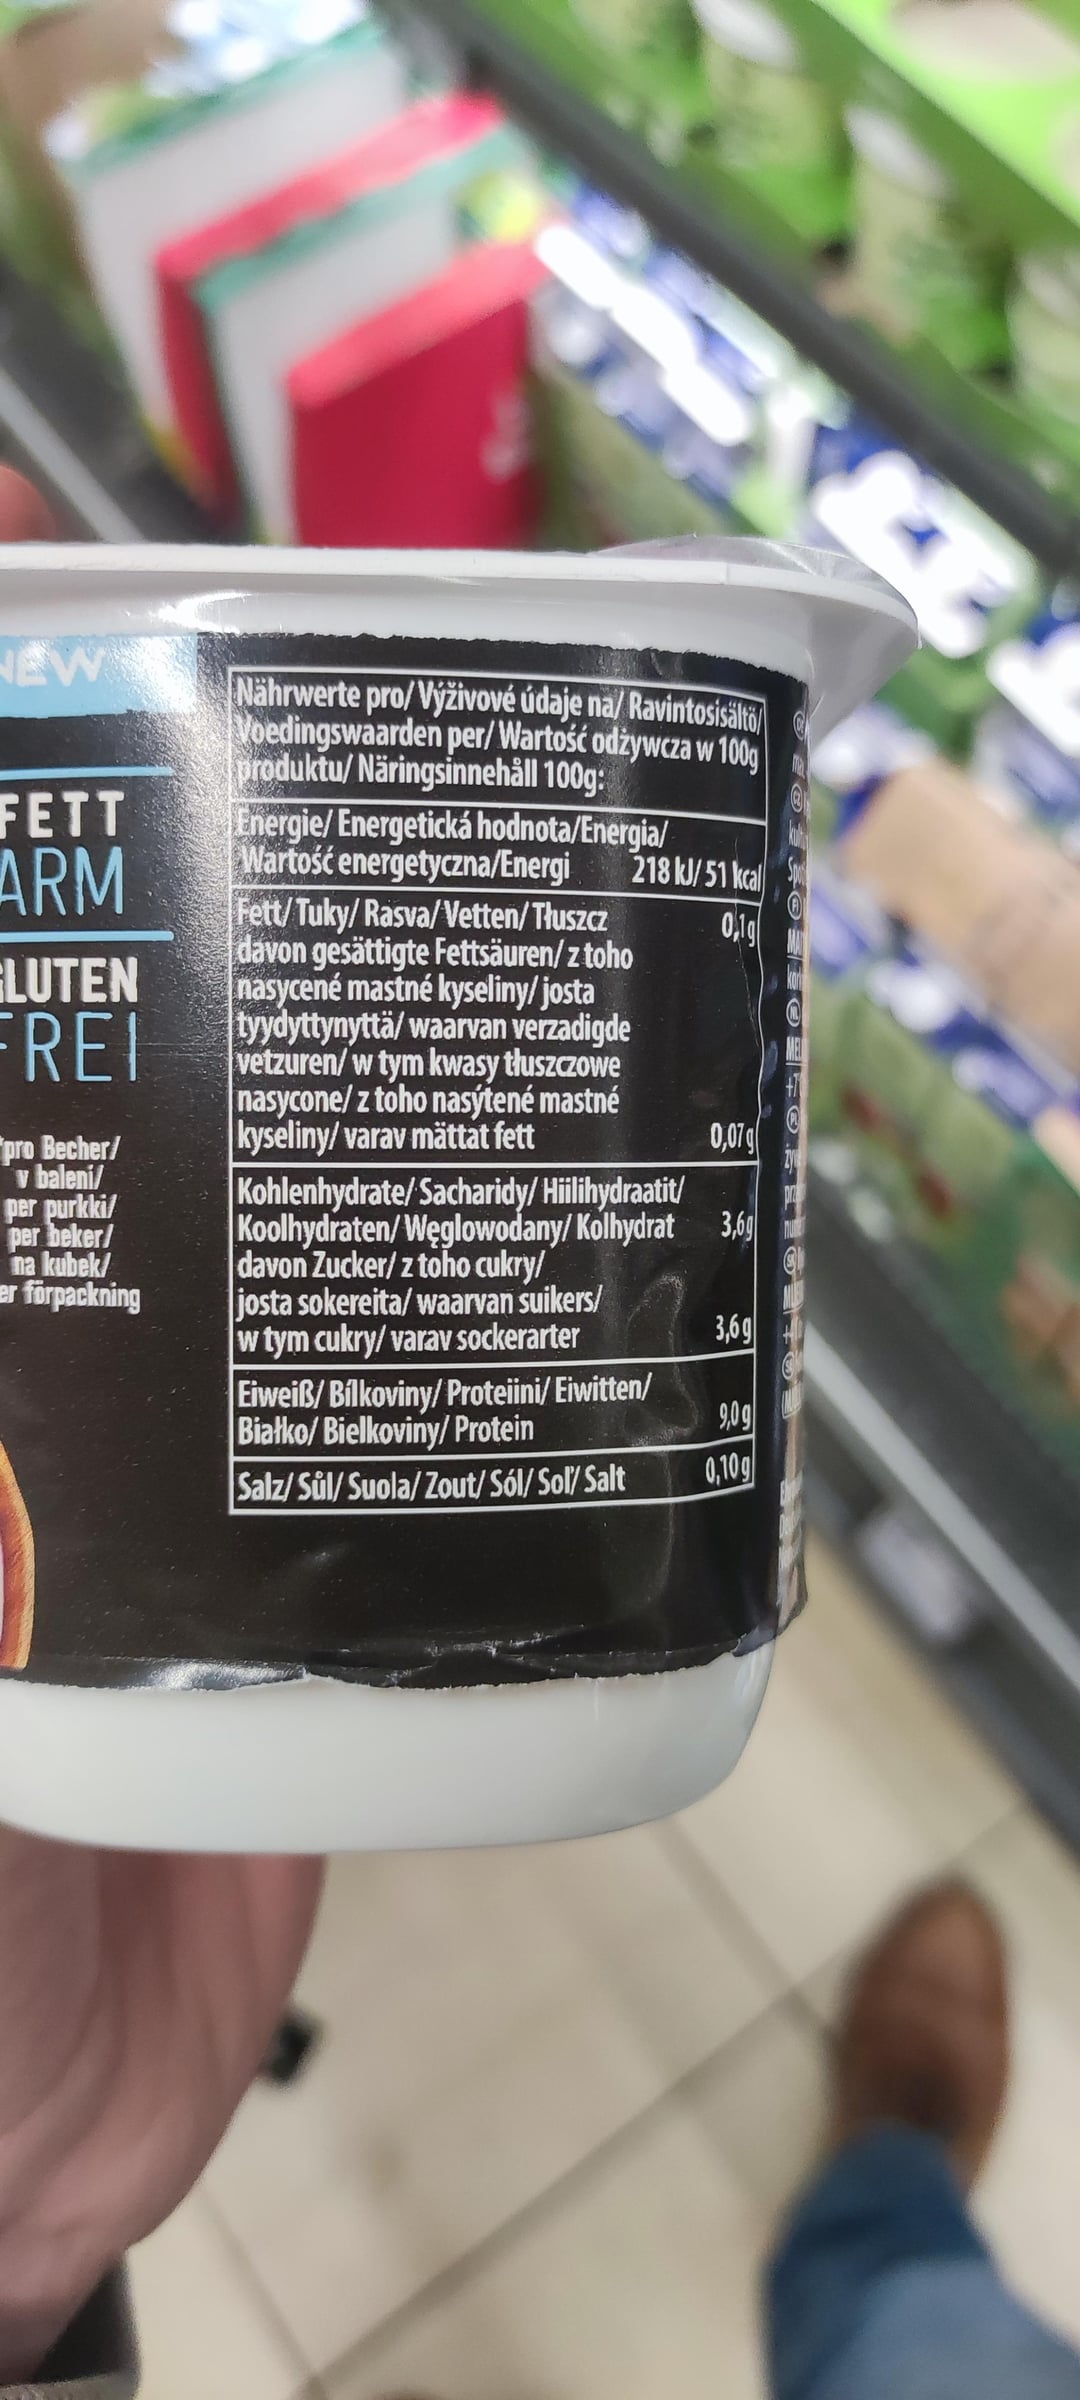 NEW
FETT
ARM
GLUTEN
FREI
*pro Becher/
v balení/
per purkki/
per beker/
na kubek/
per förpackning
Nährwerte pro/ Výživové údaje na/ Ravintosisältö/
Voedingswaarden per/ Wartość odżywcza w 100g
produktu/ Näringsinnehåll 100g:
Energie/ Energetická hodnota/Energia/
Wartość energetyczna/Energi 218 kJ/ 51 kcal
Fett/ Tuky/ Rasva/ Vetten/ Tłuszcz 0,1g
davon gesättigte Fettsäuren/ z toho
nasycené mastné kyseliny/ josta
tyydyttynyttä/ waarvan verzadigde
vetzuren/ w tym kwasy tłuszczowe
nasycone/ z toho nasýtené mastné
kyseliny/ varav mättat fett 0,07 g
Kohlenhydrate/ Sacharidy/ Hiilihydraatit/
Koolhydraten/ Węglowodany/ Kolhydrat 3,6g
davon Zucker/ z toho cukry/
josta sokereita/ waarvan suikers/
w tym cukry/ varav sockerarter 3,6 g
Eiweiß/ Bílkoviny/ Proteiini/ Eiwitten/
Białko/ Bielkoviny/ Protein 9,0 g
Salz/ Sůl/ Suola/ Zout/ Sól/ Soľ/ Salt 0,10 g